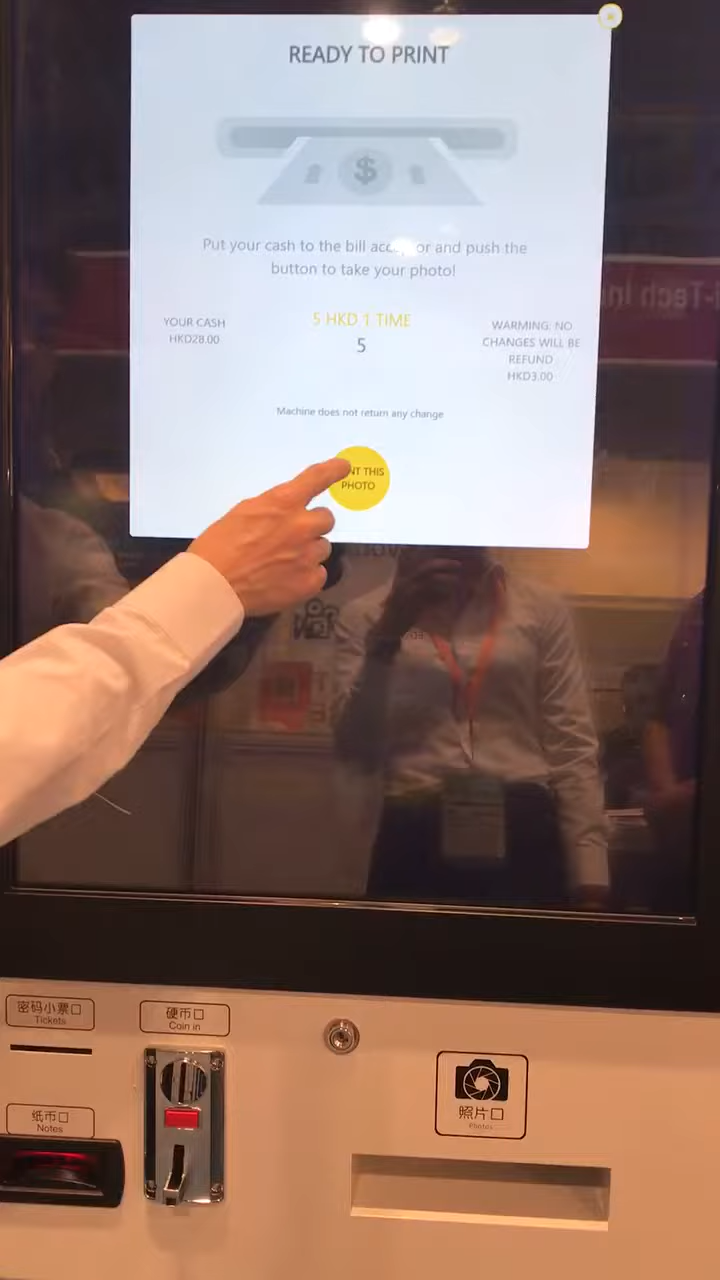 READY TO PRINT
$
Put your cash to the bill acc or and push the
button to take your photo!
YOUR CASH
HKD28.00
5 HKD 1 TIME
5
WARMING: NO
CHANGES WILL BE
REFUND
HKD3.00
Machine does not return any change
NT THIS
PHOTO
密码小票口
Tickets
硬币口
Coin in
纸币口
Notes
照片口
Photos